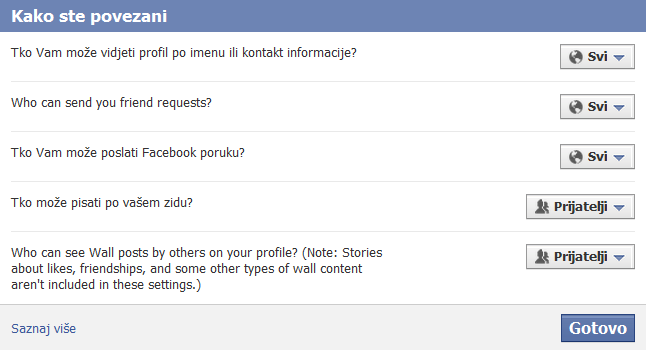 Kako ste povezani
Tko Vam može vidjeti profil po imenu ili kontakt informacije?
Svi
Who can send you friend requests?
Svi
Tko Vam može poslati Facebook poruku?
Svi
Tko može pisati po vašem zidu?
Prijatelji
Who can see Wall posts by others on your profile? (Note: Stories
about likes, friendships, and some other types of wall content
aren't included in these settings.)
Prijatelji
Saznaj više
Gotovo